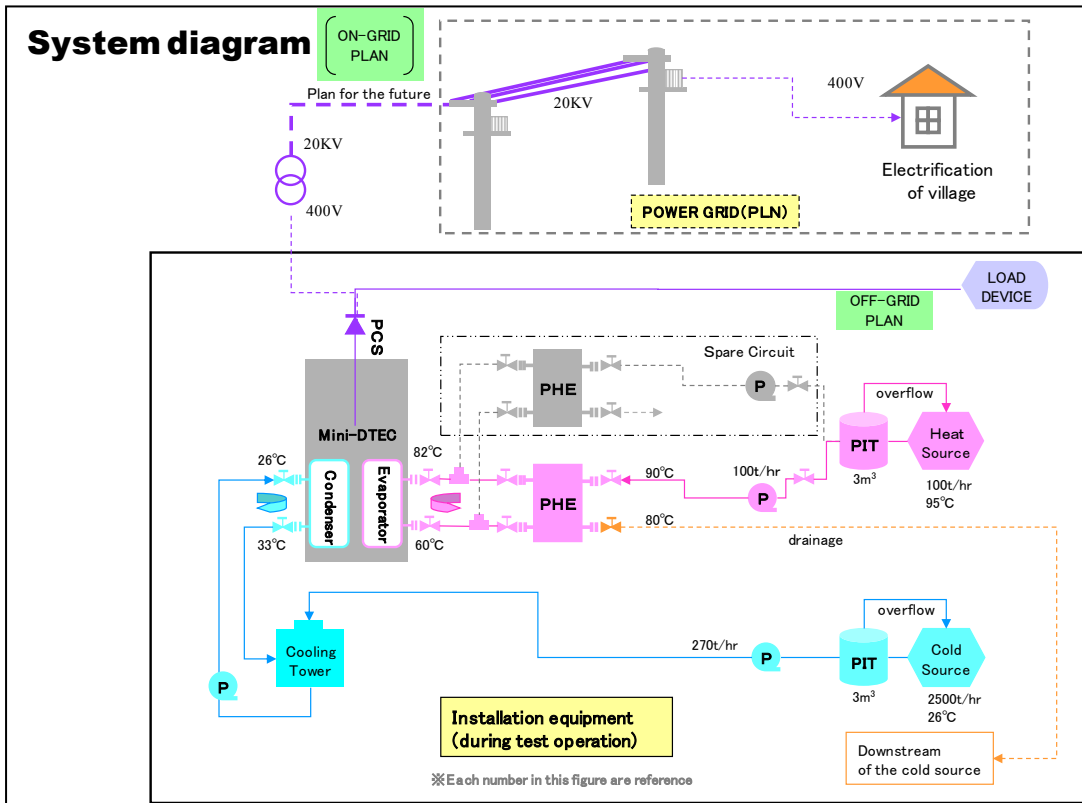 System diagram
ON-GRID
PLAN
Plan for the future
20KV
400V
20KV
400V
Electrification
of village
POWER GRID(PLN)
LOAD
DEVICE
OFF-GRID
PLAN
PCS
Spare Circuit
PHE
P
Mini-DTEC
Condenser
Evaporator
26℃
33℃
82℃
60℃
PHE
90℃
80℃
100t/hr
P
overflow
PIT
3m³
Heat
Source
100t/hr
95℃
drainage
Cooling
Tower
P
270t/hr
P
overflow
PIT
3m³
Cold
Source
2500t/hr
26℃
Installation equipment
(during test operation)
Downstream
of the cold source
※Each number in this figure are reference